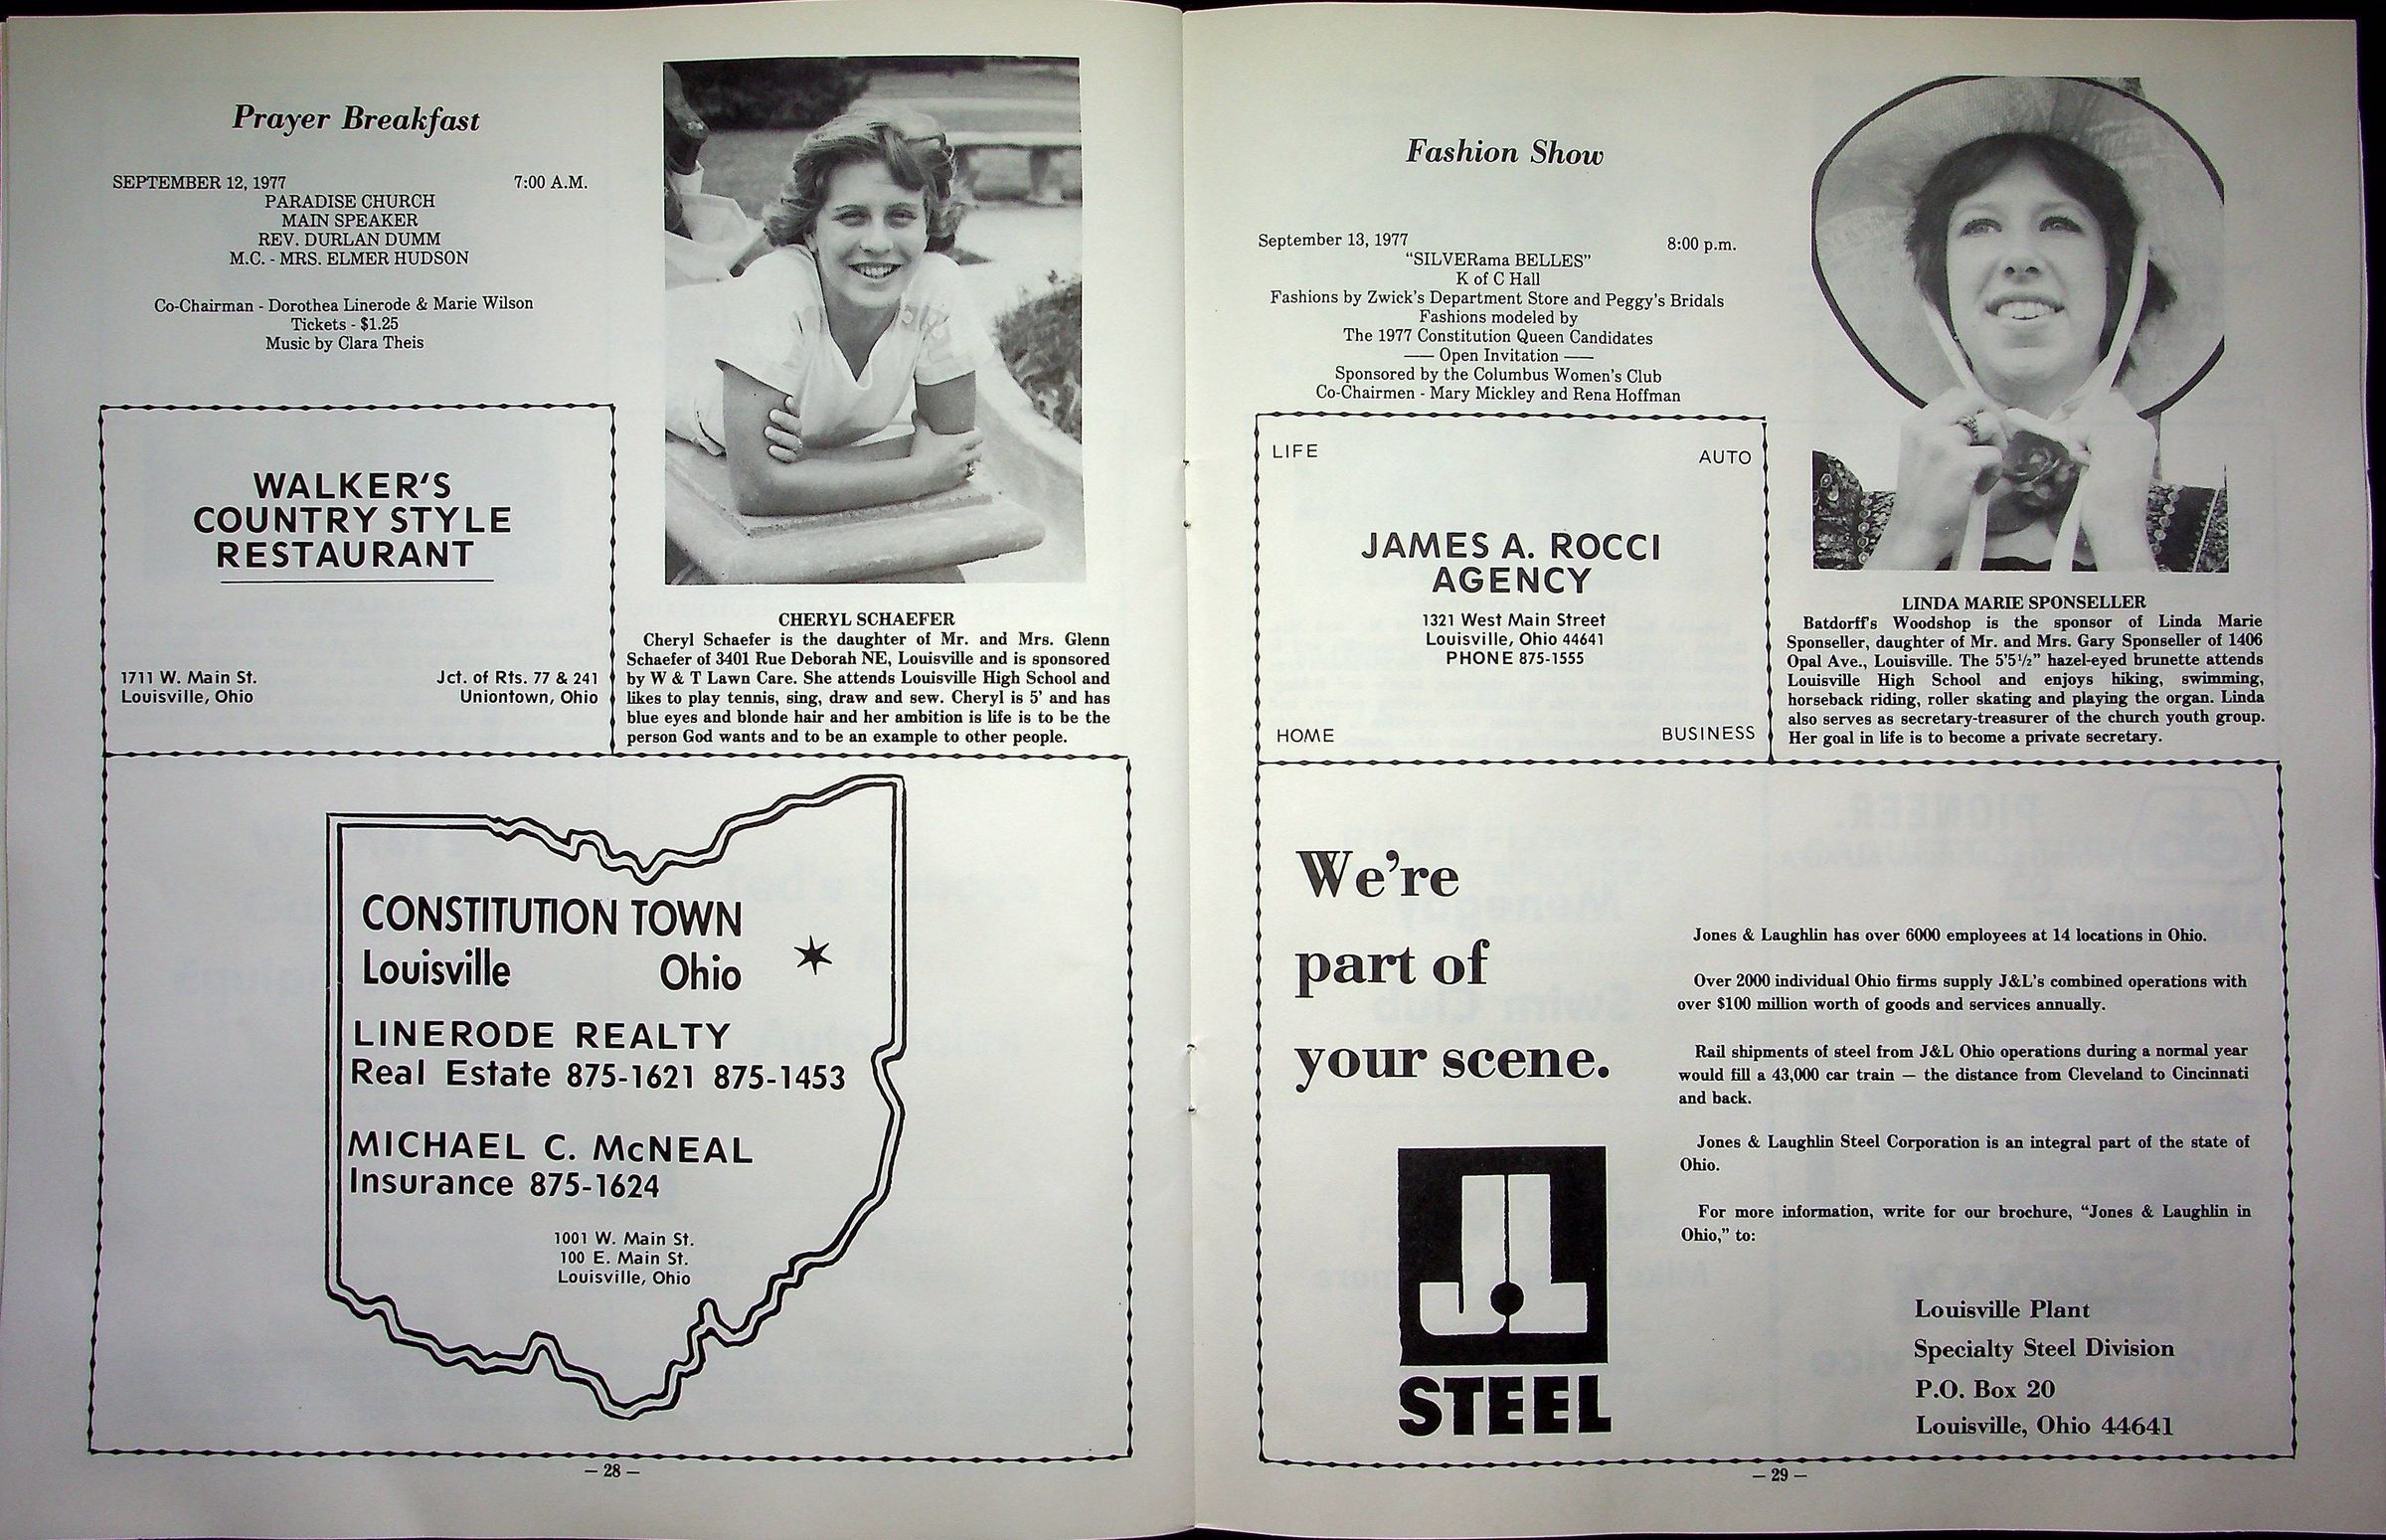 Prayer Breakfast
SEPTEMBER 12, 1977 7:00 A.M.
PARADISE CHURCH
MAIN SPEAKER
REV. DURLAN DUMM
M.C. - MRS. ELMER HUDSON
Co-Chairman - Dorothea Linerode & Marie Wilson
Tickets - $1.25
Music by Clara Theis
WALKER'S
COUNTRY STYLE
RESTAURANT
1711 W. Main St. Jct. of Rts. 77 & 241
Louisville, Ohio Uniontown, Ohio
CHERYL SCHAEFER
Cheryl Schaefer is the daughter of Mr. and Mrs. Glenn
Schaefer of 3401 Rue Deborah NE, Louisville and is sponsored
by W & T Lawn Care. She attends Louisville High School and
likes to play tennis, sing, draw and sew. Cheryl is 5' and has
blue eyes and blonde hair and her ambition is life is to be the
person God wants and to be an example to other people.
CONSTITUTION TOWN
Louisville Ohio
LINERODE REALTY
Real Estate 875-1621 875-1453
MICHAEL C. McNEAL
Insurance 875-1624
1001 W. Main St.
100 E. Main St.
Louisville, Ohio
— 28 —
Fashion Show
September 13, 1977 8:00 p.m.
"SILVERama BELLES"
K of C Hall
Fashions by Zwick's Department Store and Peggy's Bridals
Fashions modeled by
The 1977 Constitution Queen Candidates
—— Open Invitation ——
Sponsored by the Columbus Women's Club
Co-Chairmen - Mary Mickley and Rena Hoffman
LIFE AUTO
JAMES A. ROCCI
AGENCY
1321 West Main Street
Louisville, Ohio 44641
PHONE 875-1555
HOME BUSINESS
LINDA MARIE SPONSELLER
Batdorff's Woodshop is the sponsor of Linda Marie
Sponseller, daughter of Mr. and Mrs. Gary Sponseller of 1406
Opal Ave., Louisville. The 5'5½" hazel-eyed brunette attends
Louisville High School and enjoys hiking, swimming,
horseback riding, roller skating and playing the organ. Linda
also serves as secretary-treasurer of the church youth group.
Her goal in life is to become a private secretary.
We're
part of
your scene.
JL
STEEL
Jones & Laughlin has over 6000 employees at 14 locations in Ohio.
Over 2000 individual Ohio firms supply J&L's combined operations with
over $100 million worth of goods and services annually.
Rail shipments of steel from J&L Ohio operations during a normal year
would fill a 43,000 car train — the distance from Cleveland to Cincinnati
and back.
Jones & Laughlin Steel Corporation is an integral part of the state of
Ohio.
For more information, write for our brochure, "Jones & Laughlin in
Ohio," to:
Louisville Plant
Specialty Steel Division
P.O. Box 20
Louisville, Ohio 44641
— 29 —